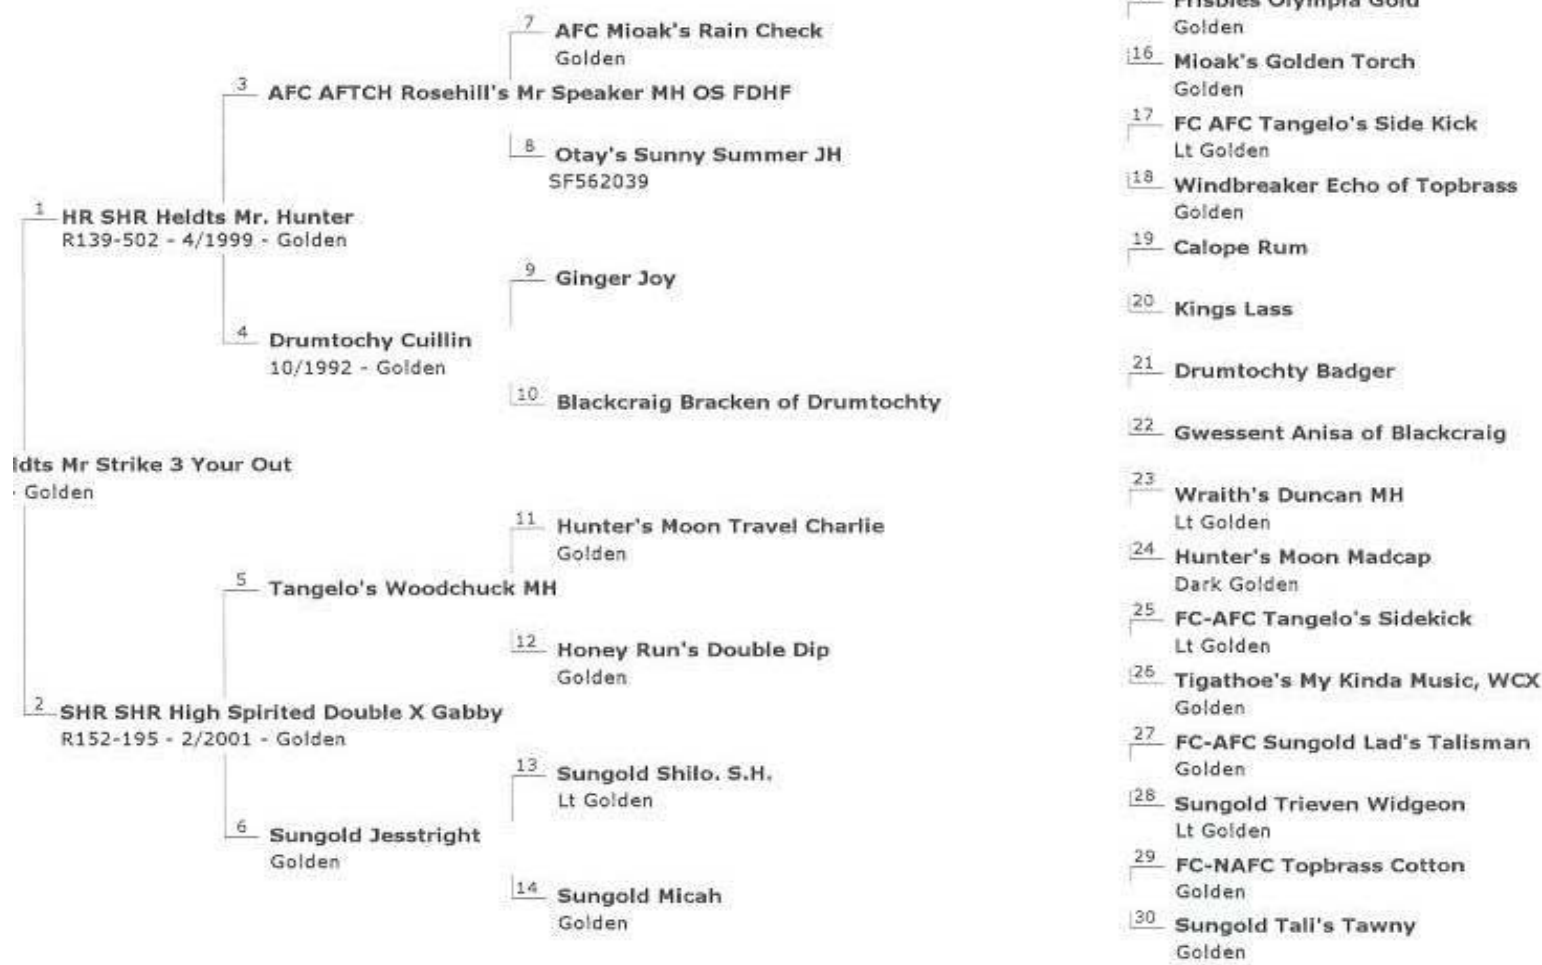 7 AFC Mioak's Rain Check
Golden
3 AFC AFTCH Rosehill's Mr Speaker MH OS FDHF
8 Otay's Sunny Summer JH
SF562039
1 HR SHR Heldts Mr. Hunter
R139-502 - 4/1999 - Golden
9 Ginger Joy
4 Drumtochy Cuillin
10/1992 - Golden
10 Blackcraig Bracken of Drumtochty
ldts Mr Strike 3 Your Out
- Golden
11 Hunter's Moon Travel Charlie
Golden
5 Tangelo's Woodchuck MH
12 Honey Run's Double Dip
Golden
2 SHR SHR High Spirited Double X Gabby
R152-195 - 2/2001 - Golden
13 Sungold Shilo. S.H.
Lt Golden
6 Sungold Jesstright
Golden
14 Sungold Micah
Golden
Frisbies Olympia Gold
Golden
16 Mioak's Golden Torch
Golden
17 FC AFC Tangelo's Side Kick
Lt Golden
18 Windbreaker Echo of Topbrass
Golden
19 Calope Rum
20 Kings Lass
21 Drumtochty Badger
22 Gwessent Anisa of Blackcraig
23 Wraith's Duncan MH
Lt Golden
24 Hunter's Moon Madcap
Dark Golden
25 FC-AFC Tangelo's Sidekick
Lt Golden
26 Tigathoe's My Kinda Music, WCX
Golden
27 FC-AFC Sungold Lad's Talisman
Golden
28 Sungold Trieven Widgeon
Lt Golden
29 FC-NAFC Topbrass Cotton
Golden
30 Sungold Tali's Tawny
Golden